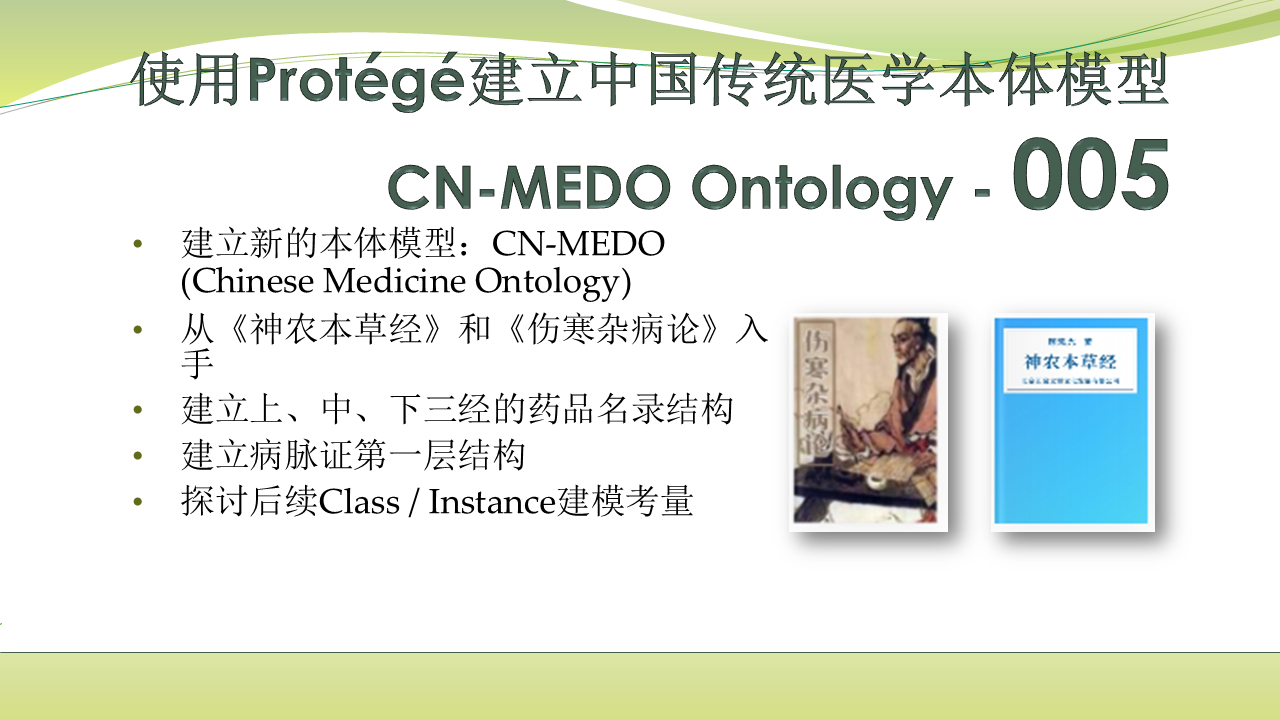 使用Protégé建立中国传统医学本体模型
CN-MEDO Ontology - 005
• 建立新的本体模型：CN-MEDO
(Chinese Medicine Ontology)
• 从《神农本草经》和《伤寒杂病论》入
手
• 建立上、中、下三经的药品名录结构
• 建立病脉证第一层结构
• 探讨后续Class / Instance建模考量
伤寒杂病论
神农本草经